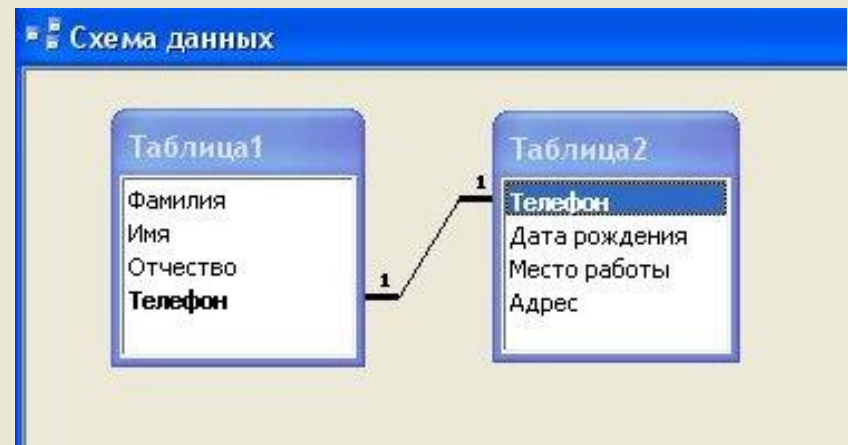 Схема данных
Таблица1
Фамилия
Имя
Отчество
Телефон
1
1
Таблица2
Телефон
Дата рождения
Место работы
Адрес